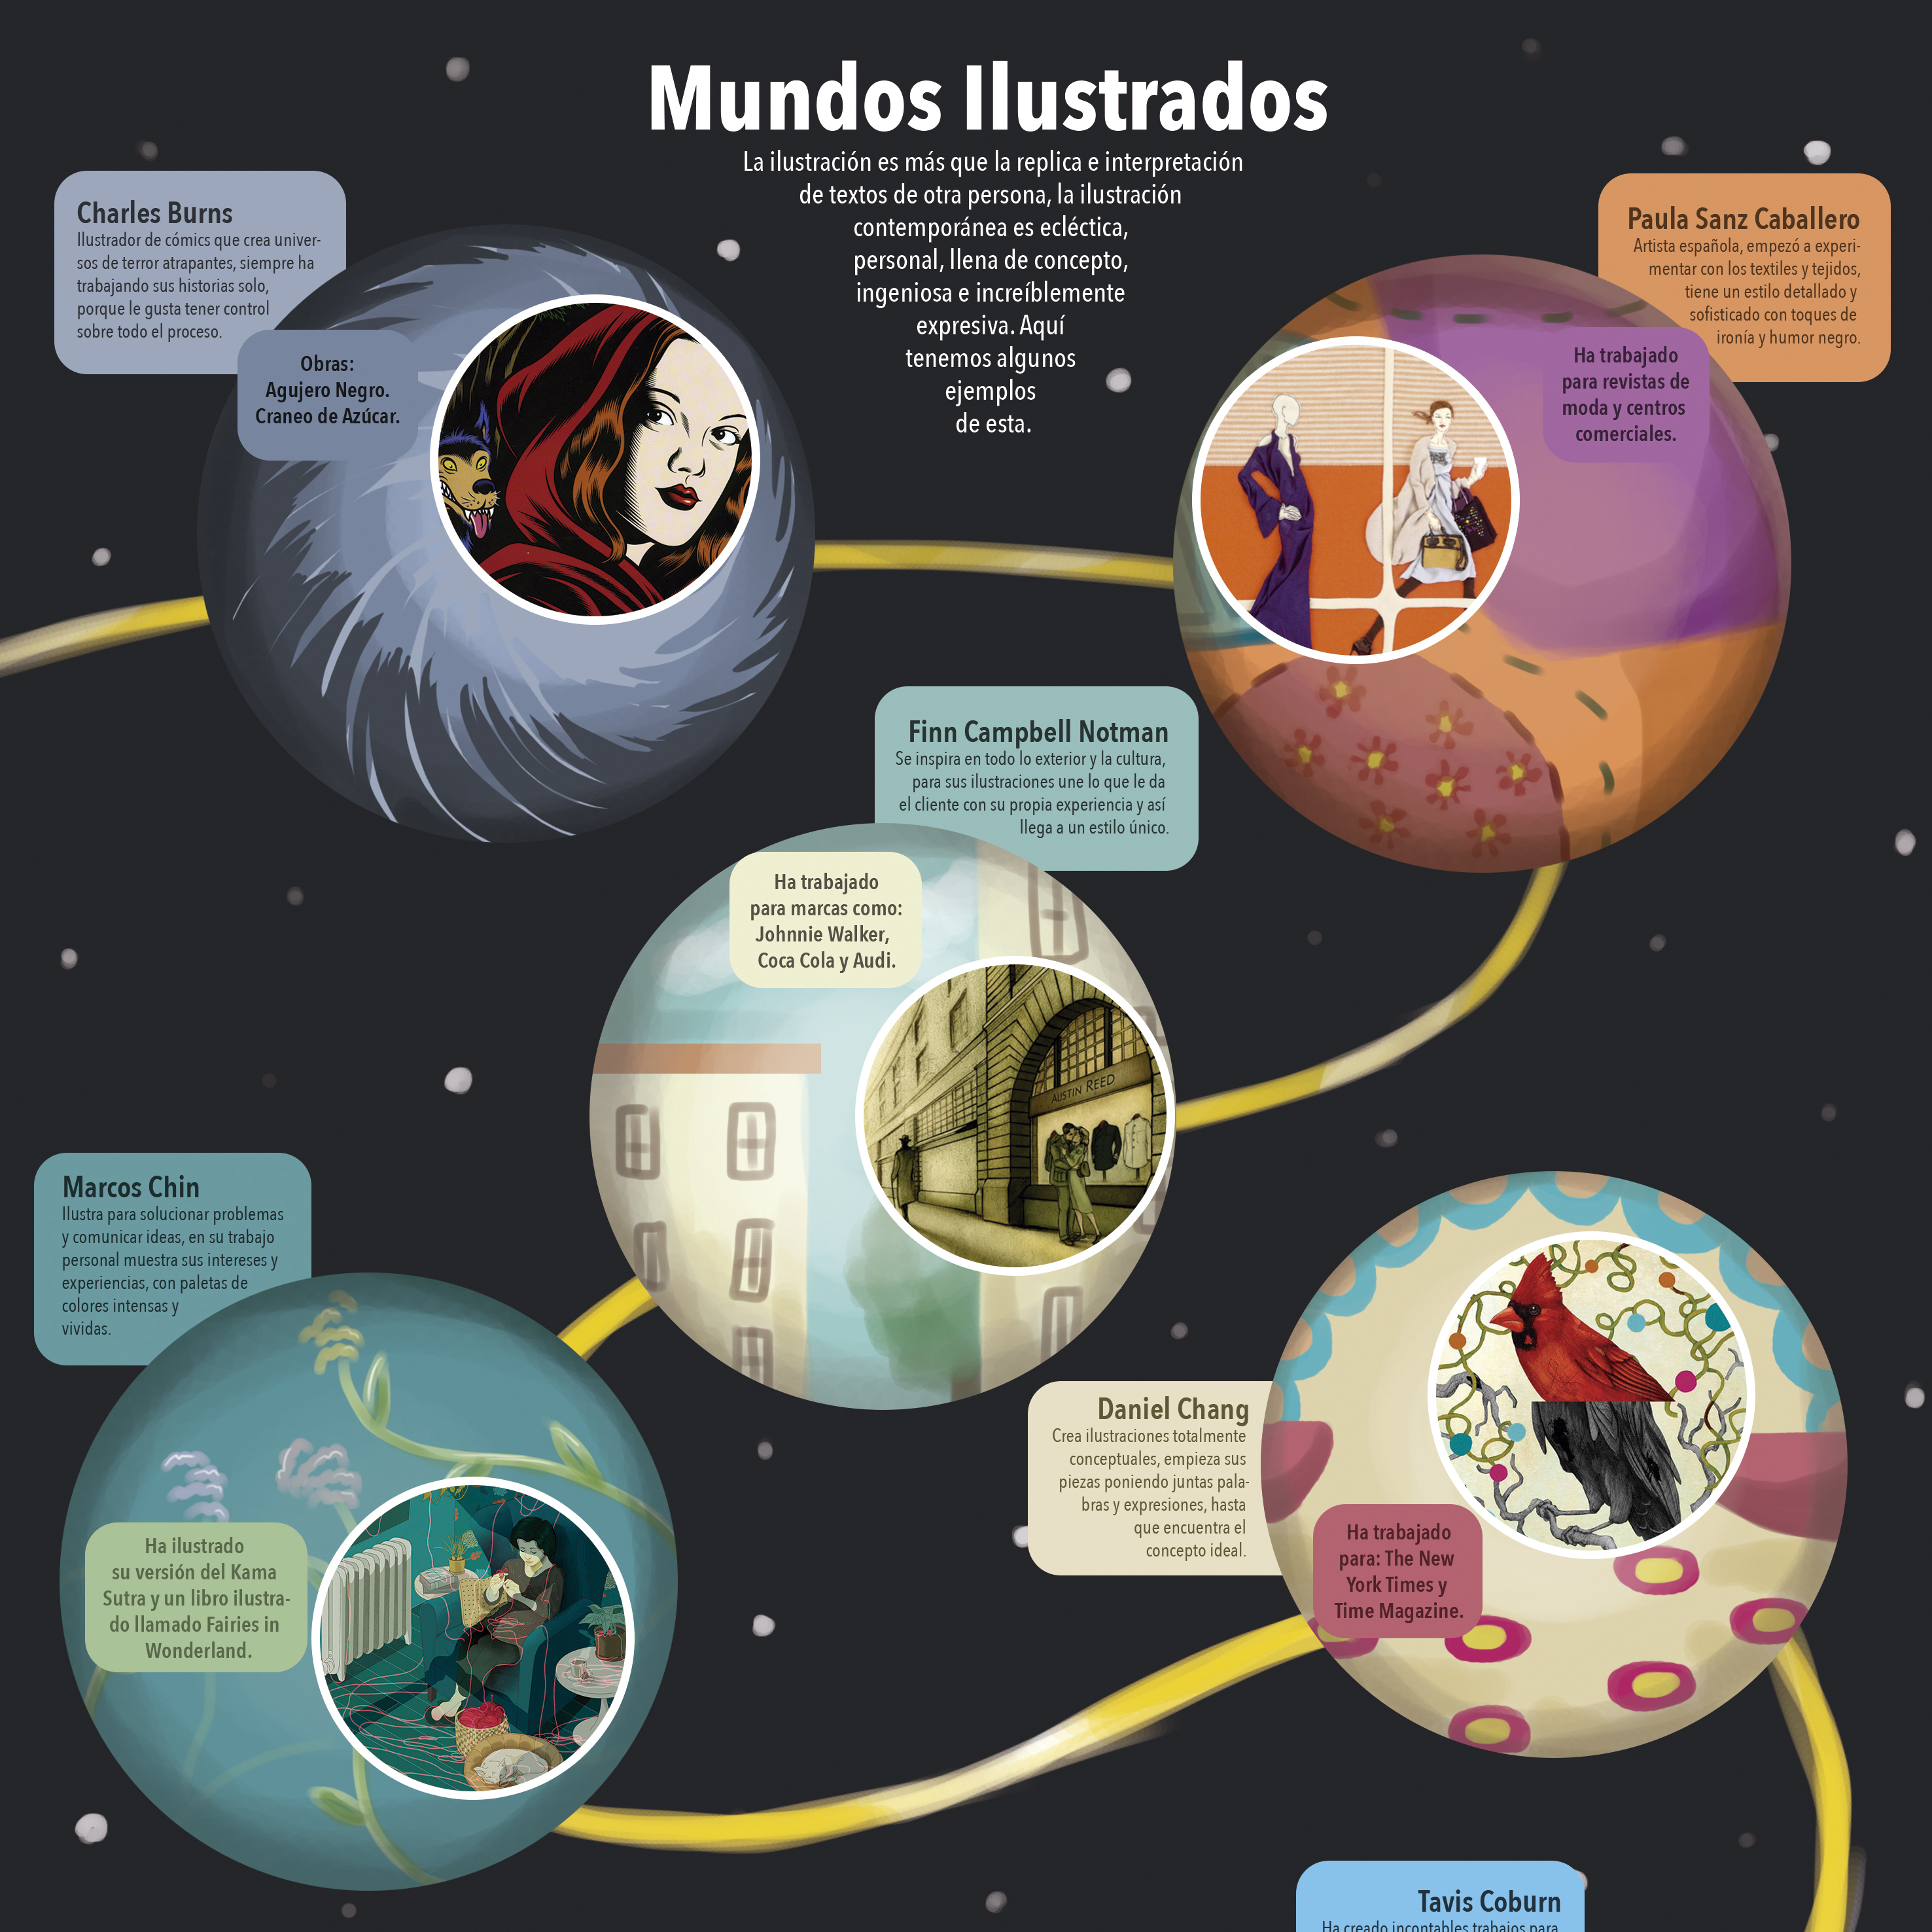 Mundos Ilustrados
La ilustración es más que la replica e interpretación
de textos de otra persona, la ilustración
contemporánea es ecléctica,
personal, llena de concepto,
ingeniosa e increíblemente
expresiva. Aquí
tenemos algunos
ejemplos
de esta.
Charles Burns
Ilustrador de cómics que crea univer-
sos de terror atrapantes, siempre ha
trabajando sus historias solo,
porque le gusta tener control
sobre todo el proceso.
Obras:
Agujero Negro.
Craneo de Azúcar.
Paula Sanz Caballero
Artista española, empezó a experi-
mentar con los textiles y tejidos,
tiene un estilo detallado y
sofisticado con toques de
ironía y humor negro.
Ha trabajado
para revistas de
moda y centros
comerciales.
Finn Campbell Notman
Se inspira en todo lo exterior y la cultura,
para sus ilustraciones une lo que le da
el cliente con su propia experiencia y así
llega a un estilo único.
Ha trabajado
para marcas como:
Johnnie Walker,
Coca Cola y Audi.
AUSTIN REED
Marcos Chin
Ilustra para solucionar problemas
y comunicar ideas, en su trabajo
personal muestra sus intereses y
experiencias, con paletas de
colores intensas y
vividas.
Ha ilustrado
su versión del Kama
Sutra y un libro ilustra-
do llamado Fairies in
Wonderland.
Daniel Chang
Crea ilustraciones totalmente
conceptuales, empieza sus
piezas poniendo juntas pala-
bras y expresiones, hasta
que encuentra el
concepto ideal.
Ha trabajado
para: The New
York Times y
Time Magazine.
Tavis Coburn
Ha creado incontables trabajos para